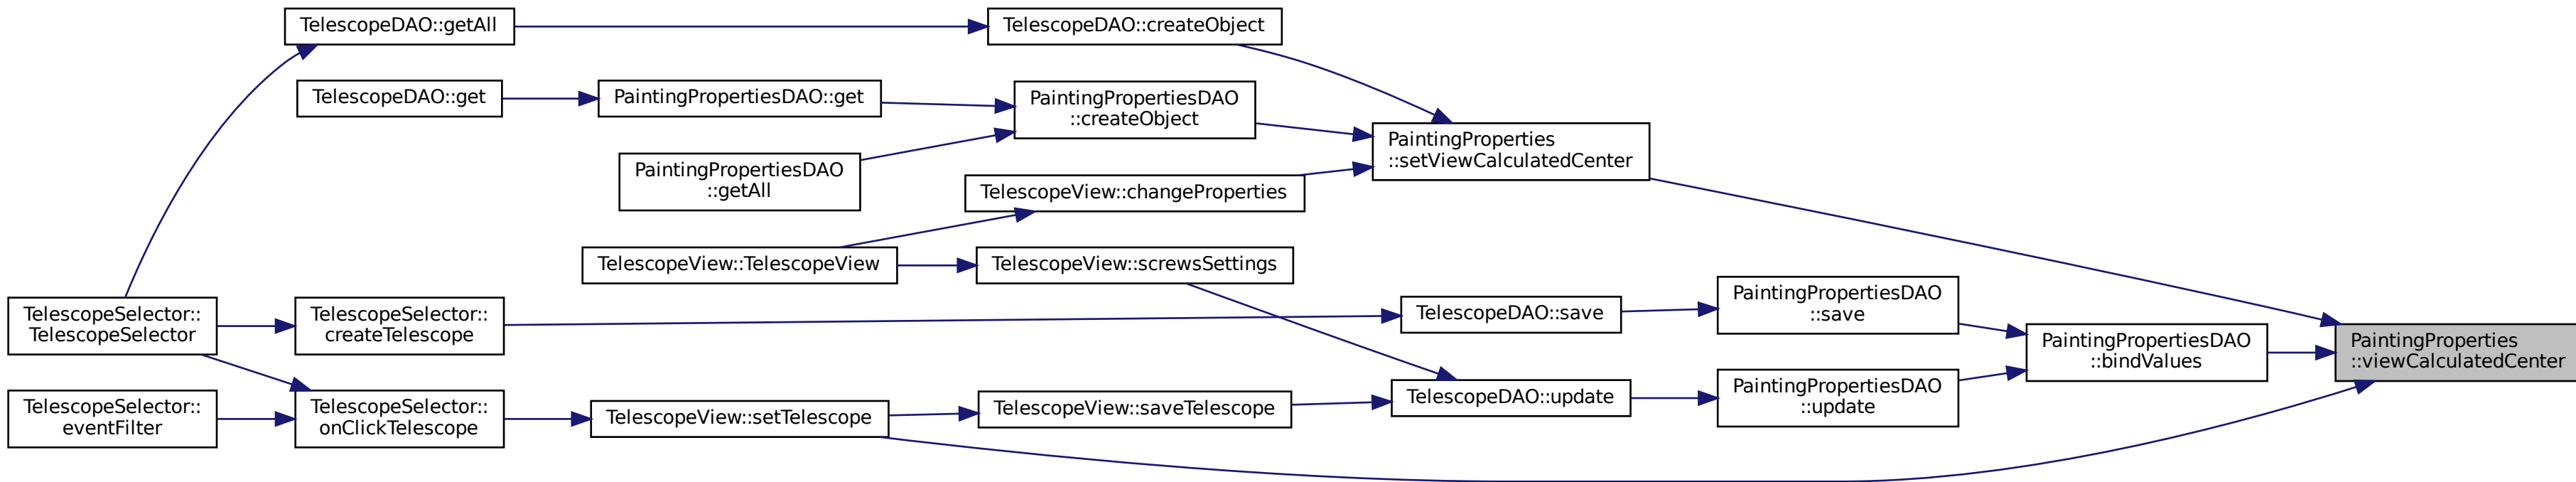 TelescopeDAO::getAll
TelescopeDAO::createObject
TelescopeDAO::get
PaintingPropertiesDAO::get
PaintingPropertiesDAO
::createObject
PaintingProperties
::setViewCalculatedCenter
PaintingPropertiesDAO
::getAll
TelescopeView::changeProperties
TelescopeView::TelescopeView
TelescopeView::screwsSettings
TelescopeSelector::
TelescopeSelector
TelescopeSelector::
createTelescope
TelescopeDAO::save
PaintingPropertiesDAO
::save
PaintingPropertiesDAO
::bindValues
PaintingProperties
::viewCalculatedCenter
TelescopeSelector::
eventFilter
TelescopeSelector::
onClickTelescope
TelescopeView::setTelescope
TelescopeView::saveTelescope
TelescopeDAO::update
PaintingPropertiesDAO
::update